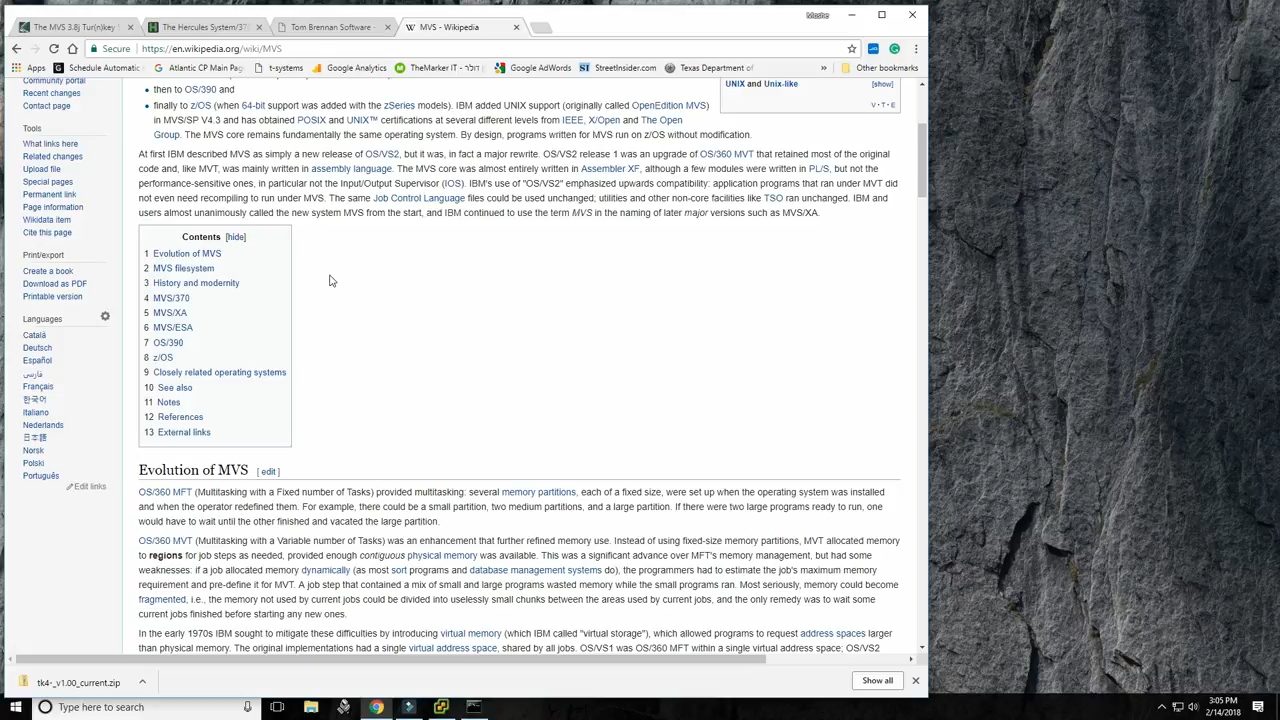 Moshe
The MVS 3.8j Tur(n)key
The Hercules System/37
Tom Brennan Software -
MVS - Wikipedia
Secure
https://en.wikipedia.org/wiki/MVS
Apps
Schedule Automatic
Atlantic CP Main Pag
t-systems
Google Analytics
TheMarker IT - הדל
Google AdWords
StreetInsider.com
Texas Department of
»
Other bookmarks
Community portal
Recent changes
Contact page
Tools
What links here
Related changes
Upload file
Special pages
Permanent link
Page information
Wikidata item
Cite this page
Print/export
Create a book
Download as PDF
Printable version
Languages
Català
Deutsch
Español
فارسی
Français
한국어
Italiano
Nederlands
日本語
Norsk
Polski
Português
Edit links
• then to OS/390 and
• finally to z/OS (when 64-bit support was added with the zSeries models). IBM added UNIX support (originally called OpenEdition MVS)
in MVS/SP V4.3 and has obtained POSIX and UNIX™ certifications at several different levels from IEEE, X/Open and The Open
Group. The MVS core remains fundamentally the same operating system. By design, programs written for MVS run on z/OS without modification.
UNIX and Unix-like [show]
V • T • E
At first IBM described MVS as simply a new release of OS/VS2, but it was, in fact a major rewrite. OS/VS2 release 1 was an upgrade of OS/360 MVT that retained most of the original
code and, like MVT, was mainly written in assembly language. The MVS core was almost entirely written in Assembler XF, although a few modules were written in PL/S, but not the
performance-sensitive ones, in particular not the Input/Output Supervisor (IOS). IBM's use of "OS/VS2" emphasized upwards compatibility: application programs that ran under MVT did
not even need recompiling to run under MVS. The same Job Control Language files could be used unchanged; utilities and other non-core facilities like TSO ran unchanged. IBM and
users almost unanimously called the new system MVS from the start, and IBM continued to use the term MVS in the naming of later major versions such as MVS/XA.
Contents [hide]
1 Evolution of MVS
2 MVS filesystem
3 History and modernity
4 MVS/370
5 MVS/XA
6 MVS/ESA
7 OS/390
8 z/OS
9 Closely related operating systems
10 See also
11 Notes
12 References
13 External links
Evolution of MVS [ edit ]
OS/360 MFT (Multitasking with a Fixed number of Tasks) provided multitasking: several memory partitions, each of a fixed size, were set up when the operating system was installed
and when the operator redefined them. For example, there could be a small partition, two medium partitions, and a large partition. If there were two large programs ready to run, one
would have to wait until the other finished and vacated the large partition.
OS/360 MVT (Multitasking with a Variable number of Tasks) was an enhancement that further refined memory use. Instead of using fixed-size memory partitions, MVT allocated memory
to regions for job steps as needed, provided enough contiguous physical memory was available. This was a significant advance over MFT's memory management, but had some
weaknesses: if a job allocated memory dynamically (as most sort programs and database management systems do), the programmers had to estimate the job's maximum memory
requirement and pre-define it for MVT. A job step that contained a mix of small and large programs wasted memory while the small programs ran. Most seriously, memory could become
fragmented, i.e., the memory not used by current jobs could be divided into uselessly small chunks between the areas used by current jobs, and the only remedy was to wait some
current jobs finished before starting any new ones.
In the early 1970s IBM sought to mitigate these difficulties by introducing virtual memory (which IBM called "virtual storage"), which allowed programs to request address spaces larger
than physical memory. The original implementations had a single virtual address space, shared by all jobs. OS/VS1 was OS/360 MFT within a single virtual address space; OS/VS2
tk4-_v1.00_current.zip
Show all
Type here to search
3:05 PM
2/14/2018